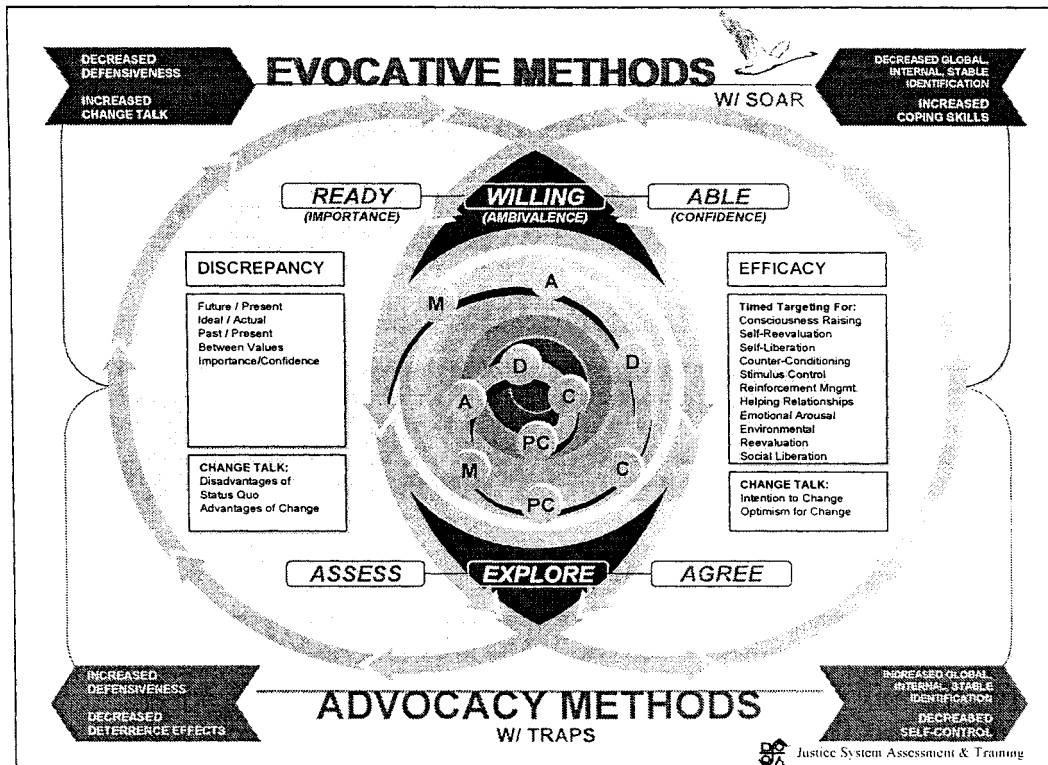 DECREASED
DEFENSIVENESS
INCREASED
CHANGE TALK
EVOCATIVE METHODS
W/ SOAR
DECREASED GLOBAL,
INTERNAL, STABLE
IDENTIFICATION
INCREASED
COPING SKILLS
READY
(IMPORTANCE)
WILLING
(AMBIVALENCE)
ABLE
(CONFIDENCE)
DISCREPANCY
Future / Present
Ideal / Actual
Past / Present
Between Values
Importance/Confidence
CHANGE TALK:
Disadvantages of
Status Quo
Advantages of Change
M
A
D
D
A
C
PC
M
C
PC
EFFICACY
Timed Targeting For:
Consciousness Raising
Self-Reevaluation
Self-Liberation
Counter-Conditioning
Stimulus Control
Reinforcement Mngmt.
Helping Relationships
Emotional Arousal
Environmental
Reevaluation
Social Liberation
CHANGE TALK:
Intention to Change
Optimism for Change
ASSESS
EXPLORE
AGREE
INCREASED
DEFENSIVENESS
DECREASED
DETERRENCE EFFECTS
ADVOCACY METHODS
W/ TRAPS
INCREASED GLOBAL,
INTERNAL, STABLE
IDENTIFICATION
DECREASED
SELF-CONTROL
Justice System Assessment & Training